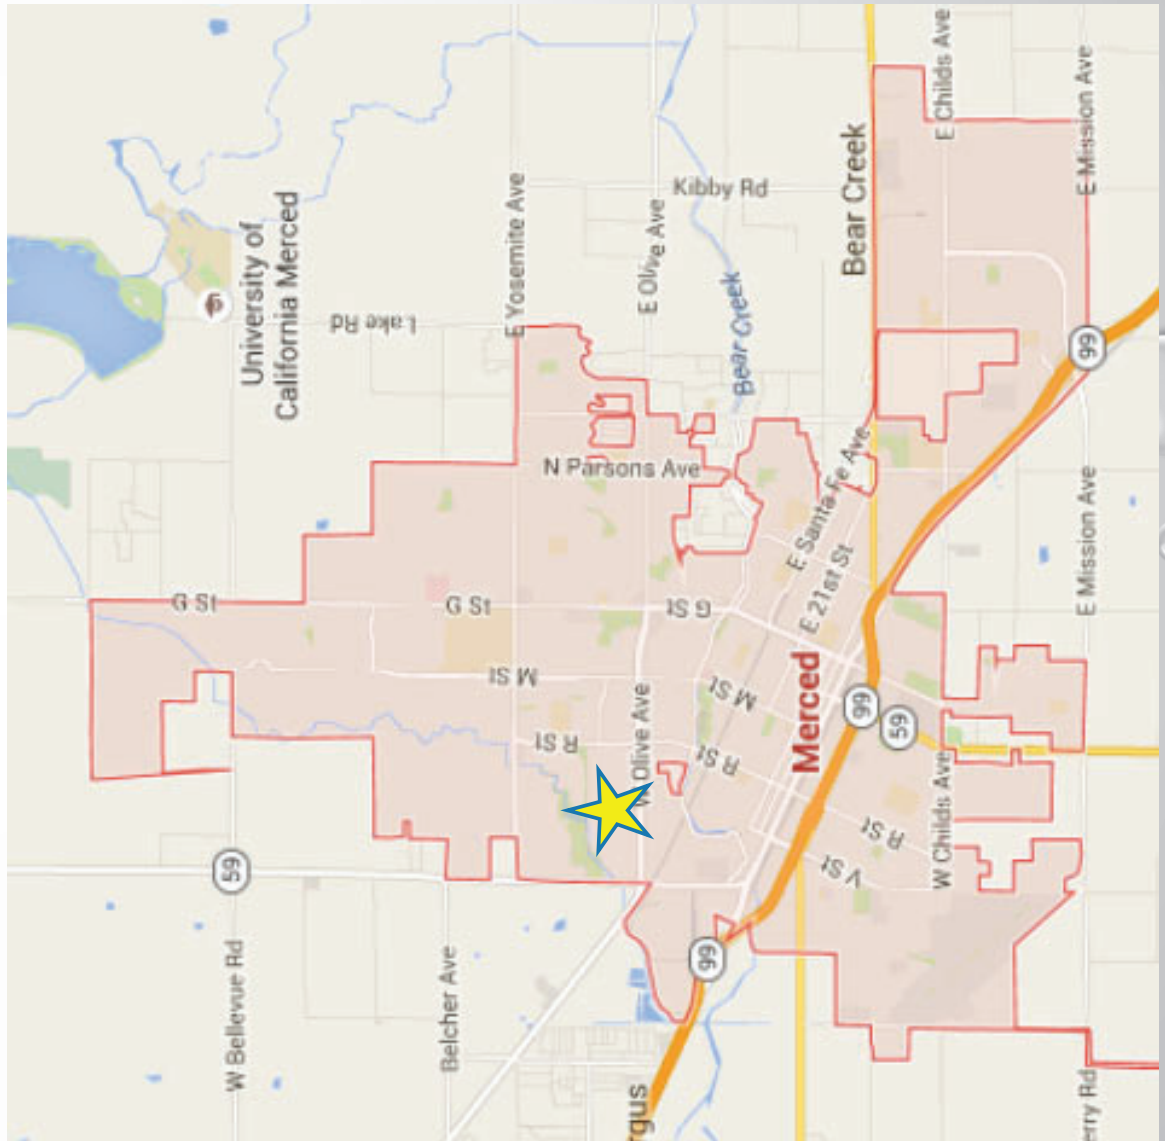 E Childs Ave
E Mission Ave
Bear Creek
Kibby Rd
E Yosemite Ave
E Olive Ave
University of
California Merced
Lake Rd
Bear Creek
99
N Parsons Ave
E Santa Fe Ave
E Mission Ave
E 21st St
G St
G St
G St
M St
M St
Merced
99
59
R St
R St
W Olive Ave
W Childs Ave
R St
V St
59
W Bellevue Rd
Belcher Ave
99
rgus
erry Rd